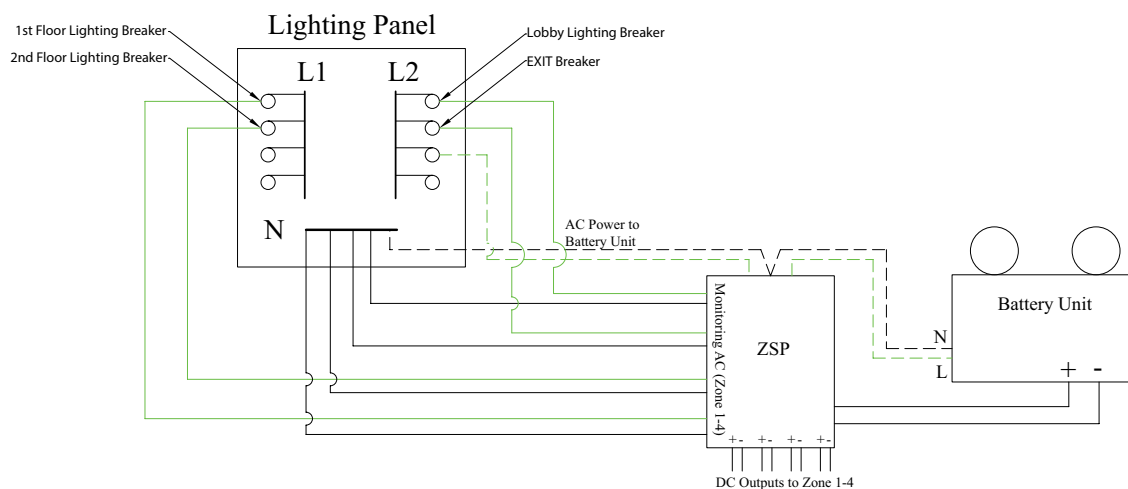 Lighting Panel
1st Floor Lighting Breaker
2nd Floor Lighting Breaker
Lobby Lighting Breaker
EXIT Breaker
L1
L2
N
AC Power to
Battery Unit
Monitoring AC (Zone 1-4)
ZSP
Battery Unit
N
L
+ -
+- +- +- +-
DC Outputs to Zone 1-4